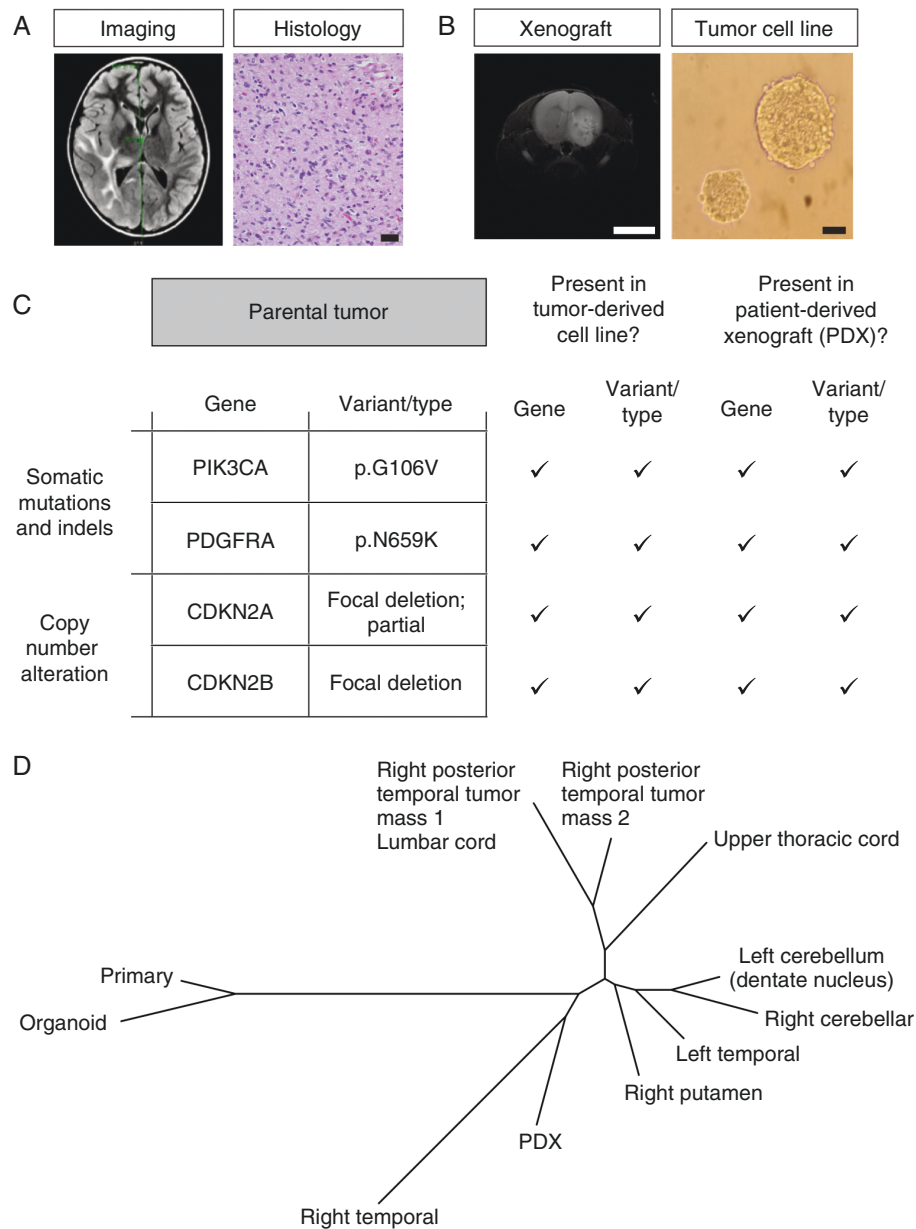 A
Imaging
Histology
B
Xenograft
Tumor cell line
C
Parental tumor
Present in
tumor-derived
cell line?
Present in
patient-derived
xenograft (PDX)?
Gene
Variant/type
Gene
Variant/
type
Gene
Variant/
type
Somatic
mutations
and indels
PIK3CA
p.G106V
✓ ✓ ✓ ✓
PDGFRA
p.N659K
✓ ✓ ✓ ✓
Copy
number
alteration
CDKN2A
Focal deletion;
partial
✓ ✓ ✓ ✓
CDKN2B
Focal deletion
✓ ✓ ✓ ✓
D
Right posterior
temporal tumor
mass 1
Lumbar cord
Right posterior
temporal tumor
mass 2
Upper thoracic cord
Primary
Organoid
Left cerebellum
(dentate nucleus)
Right cerebellar
Left temporal
Right putamen
PDX
Right temporal